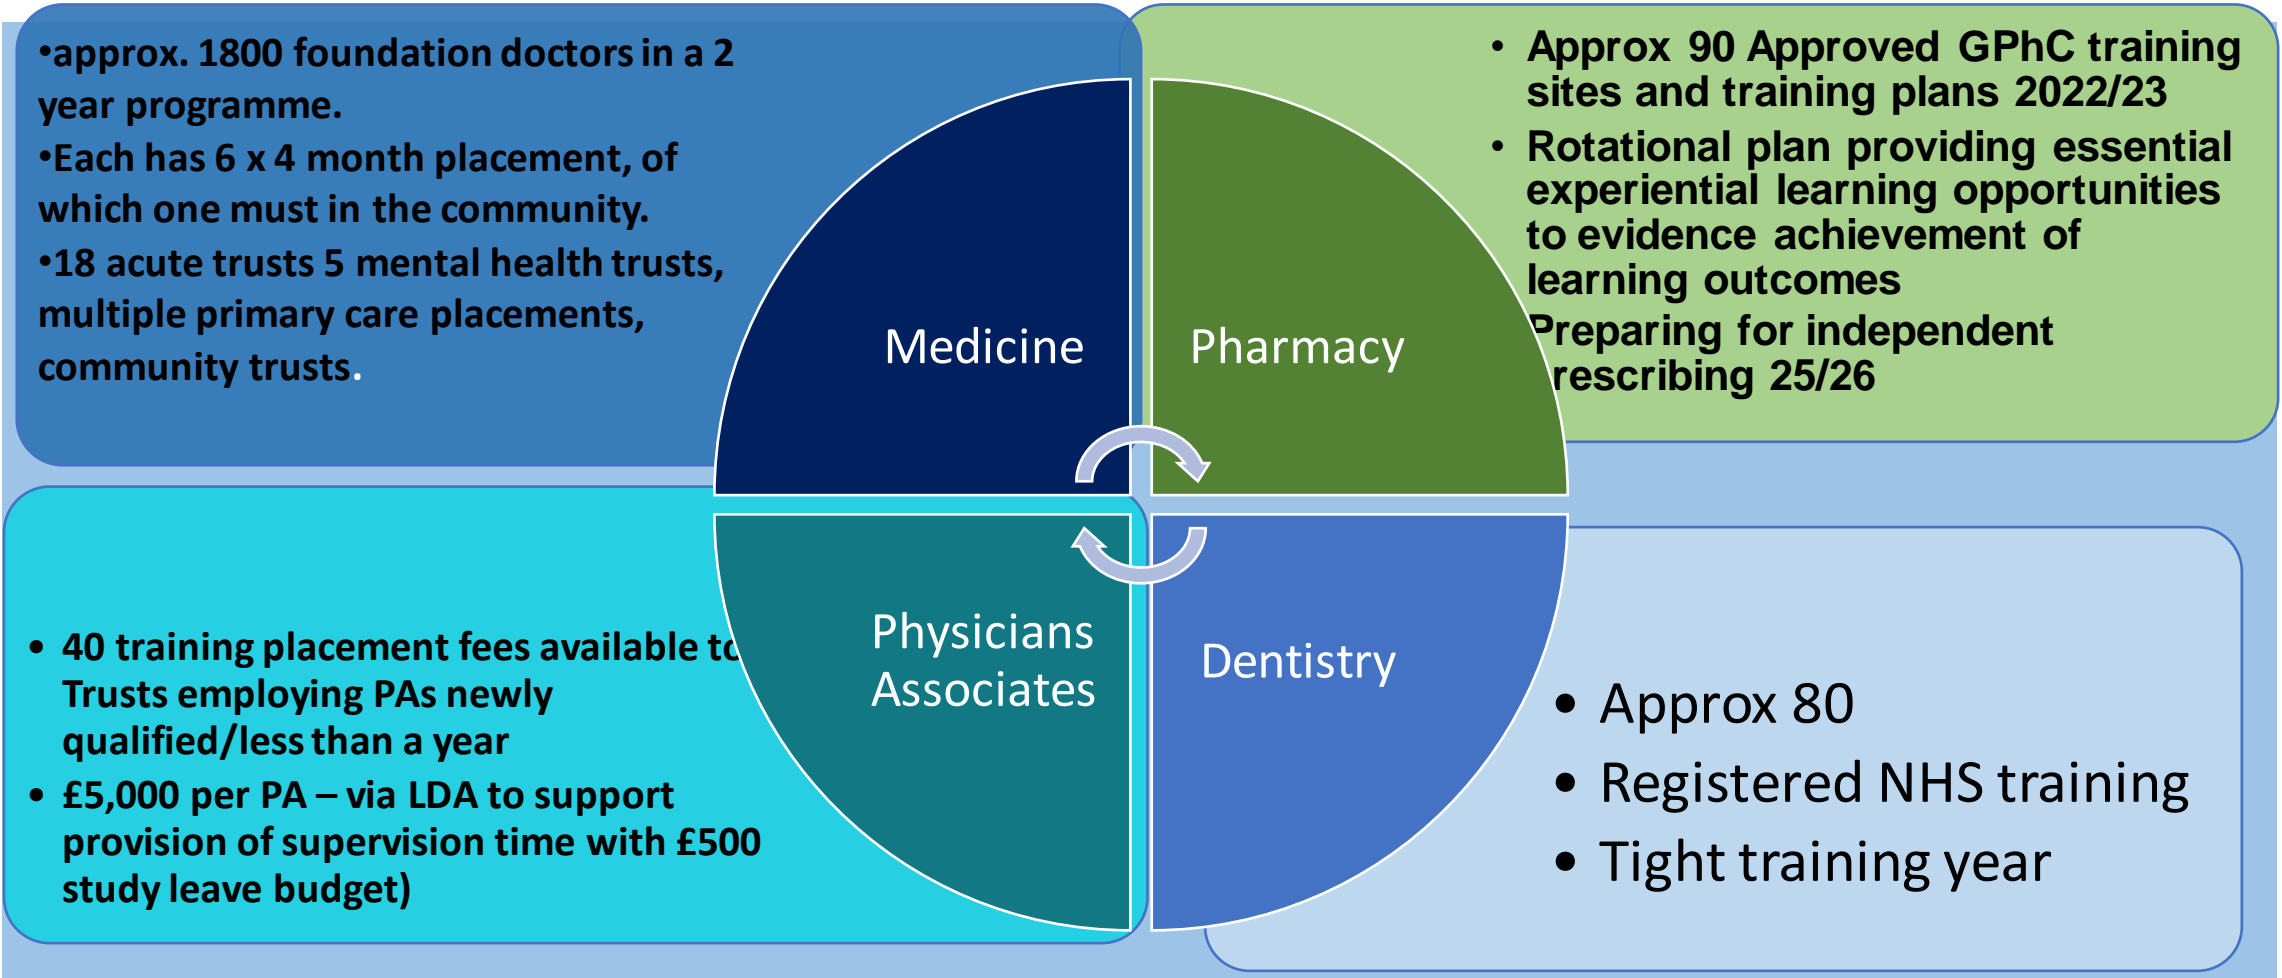 •approx. 1800 foundation doctors in a 2
year programme.
•Each has 6 x 4 month placement, of
which one must in the community.
•18 acute trusts 5 mental health trusts,
multiple primary care placements,
community trusts.
Medicine
• Approx 90 Approved GPhC training
sites and training plans 2022/23
• Rotational plan providing essential
experiential learning opportunities
to evidence achievement of
learning outcomes
Preparing for independent
rescribing 25/26
Pharmacy
Physicians
Associates
• 40 training placement fees available to
Trusts employing PAs newly
qualified/less than a year
• £5,000 per PA – via LDA to support
provision of supervision time with £500
study leave budget)
Dentistry
• Approx 80
• Registered NHS training
• Tight training year